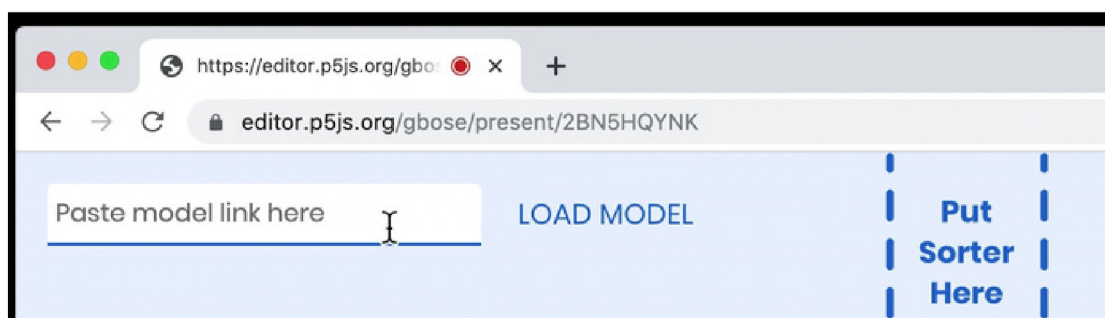 https://editor.p5js.org/gbo
editor.p5js.org/gbose/present/2BN5HQYNK
Paste model link here
LOAD MODEL
Put
Sorter
Here